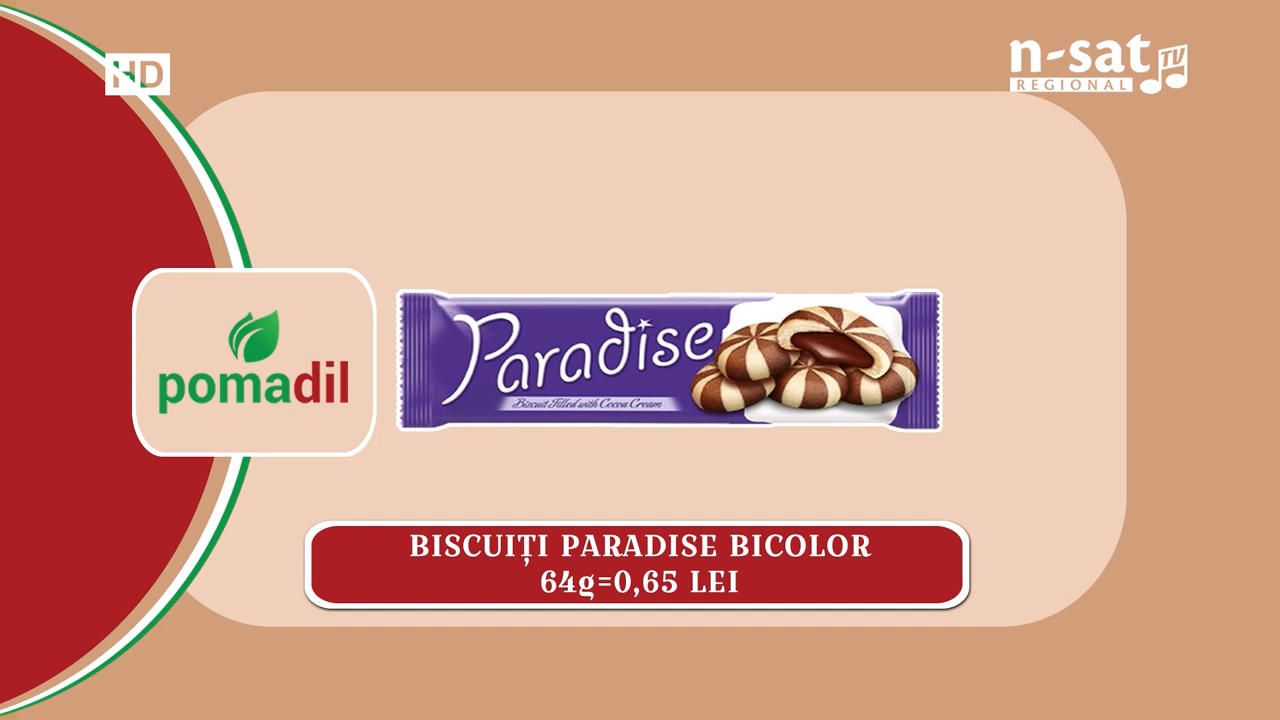 HD
n-sat TV
REGIONAL
pomadil
Paradise
Biscuit Filled with Cocoa Cream
BISCUIȚI PARADISE BICOLOR
64g=0,65 LEI